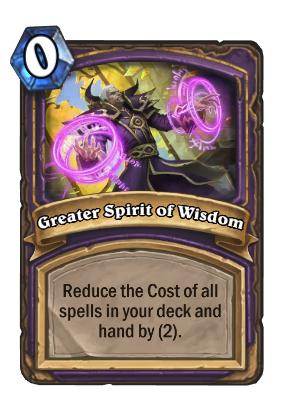 0
Greater Spirit of Wisdom
Reduce the Cost of all
spells in your deck and
hand by (2).